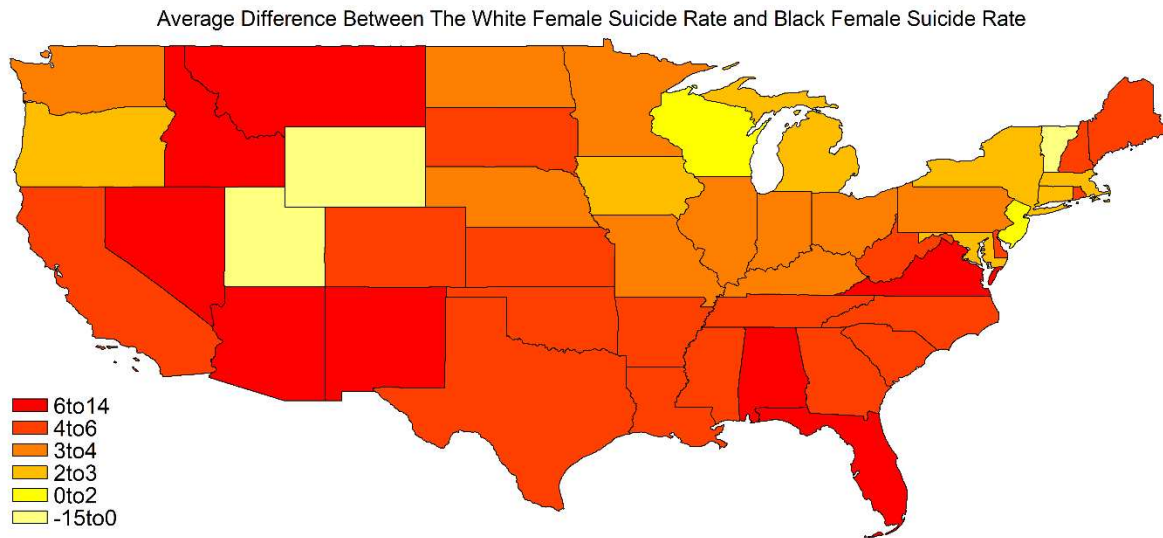 Average Difference Between The White Female Suicide Rate and Black Female Suicide Rate
6to14
4to6
3to4
2to3
0to2
-15to0